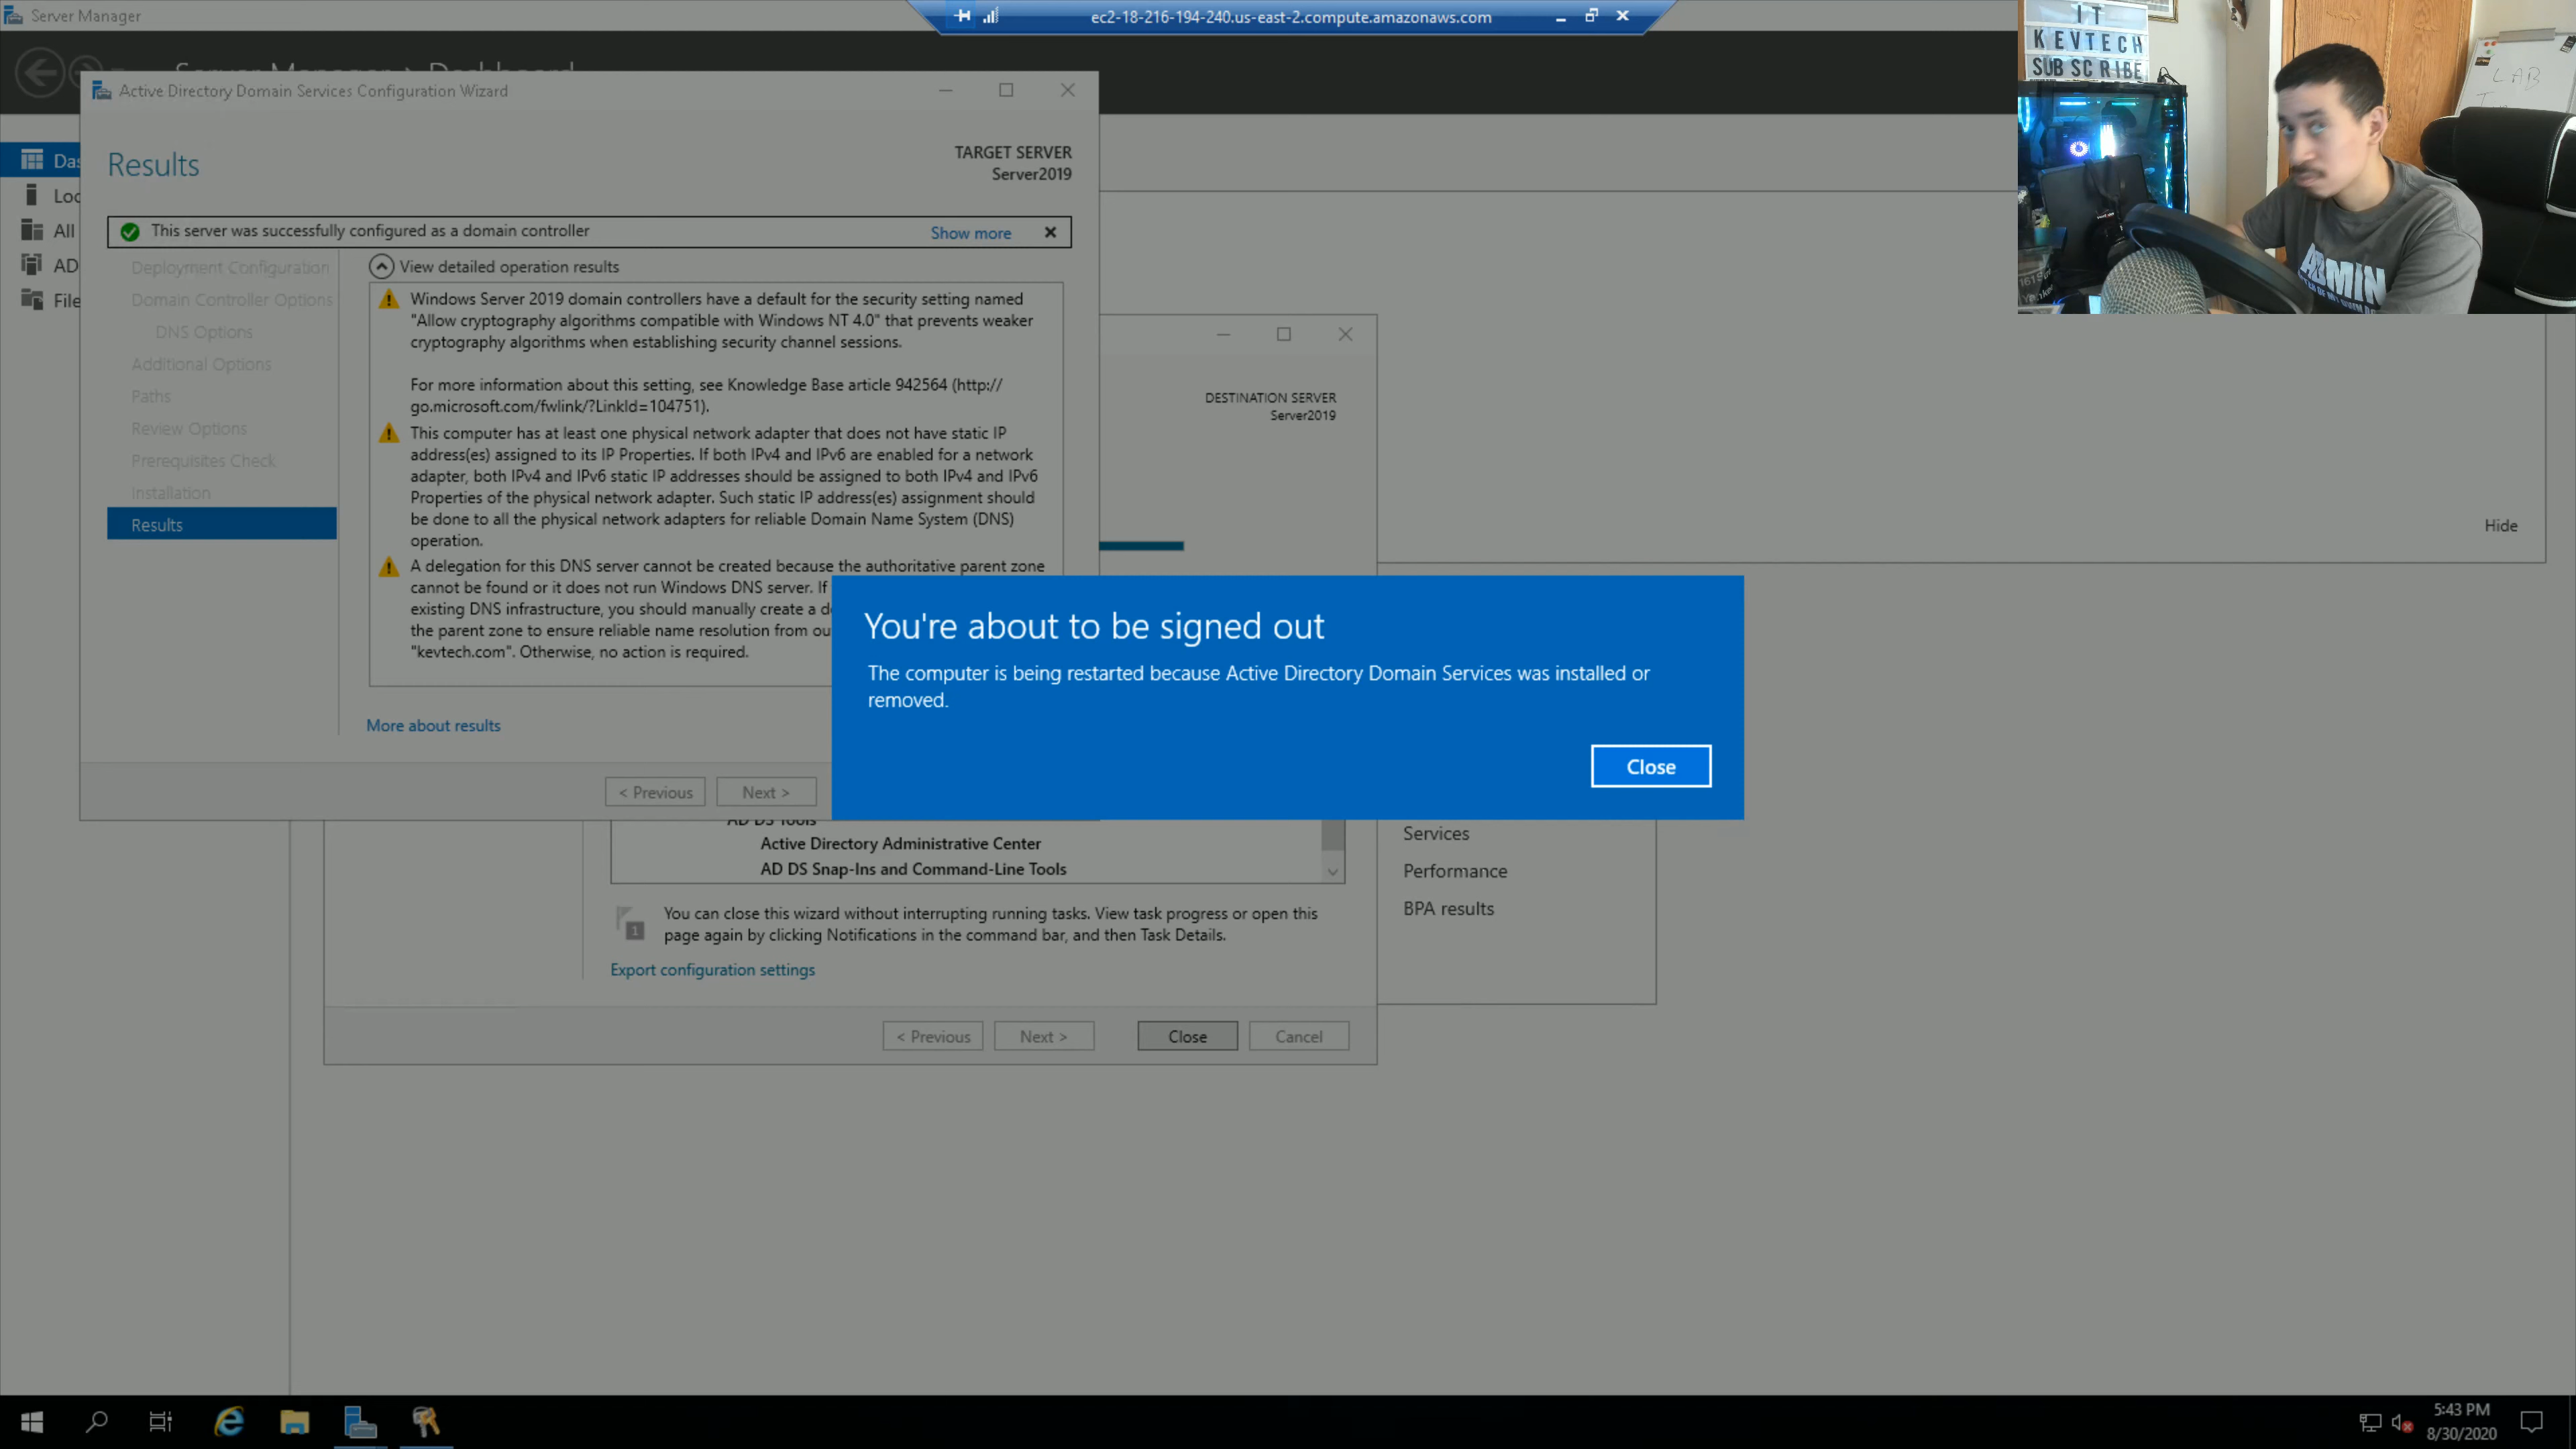 Server Manager
ec2-18-216-194-240.us-east-2.compute.amazonaws.com
Server Manager Dashboard
Active Directory Domain Services Configuration Wizard
Results
TARGET SERVER
Server2019
This server was successfully configured as a domain controller
Show more
Das
Loc
All
AD
File
Deployment Configuration
Domain Controller Options
DNS Options
Additional Options
Paths
Review Options
Prerequisites Check
Installation
Results
View detailed operation results
Windows Server 2019 domain controllers have a default for the security setting named
"Allow cryptography algorithms compatible with Windows NT 4.0" that prevents weaker
cryptography algorithms when establishing security channel sessions.
For more information about this setting, see Knowledge Base article 942564 (http://
go.microsoft.com/fwlink/?LinkId=104751).
This computer has at least one physical network adapter that does not have static IP
address(es) assigned to its IP Properties. If both IPv4 and IPv6 are enabled for a network
adapter, both IPv4 and IPv6 static IP addresses should be assigned to both IPv4 and IPv6
Properties of the physical network adapter. Such static IP address(es) assignment should
be done to all the physical network adapters for reliable Domain Name System (DNS)
operation.
A delegation for this DNS server cannot be created because the authoritative parent zone
cannot be found or it does not run Windows DNS server. If
existing DNS infrastructure, you should manually create a d
the parent zone to ensure reliable name resolution from ou
"kevtech.com". Otherwise, no action is required.
More about results
< Previous
Next >
DESTINATION SERVER
Server2019
Hide
You're about to be signed out
The computer is being restarted because Active Directory Domain Services was installed or
removed.
Close
AD DS Tools
Active Directory Administrative Center
AD DS Snap-Ins and Command-Line Tools
1
You can close this wizard without interrupting running tasks. View task progress or open this
page again by clicking Notifications in the command bar, and then Task Details.
Export configuration settings
< Previous
Next >
Close
Cancel
Services
Performance
BPA results
IT
KEVTECH
SUBSCRIBE
LAB
ADMIN
5:43 PM
8/30/2020